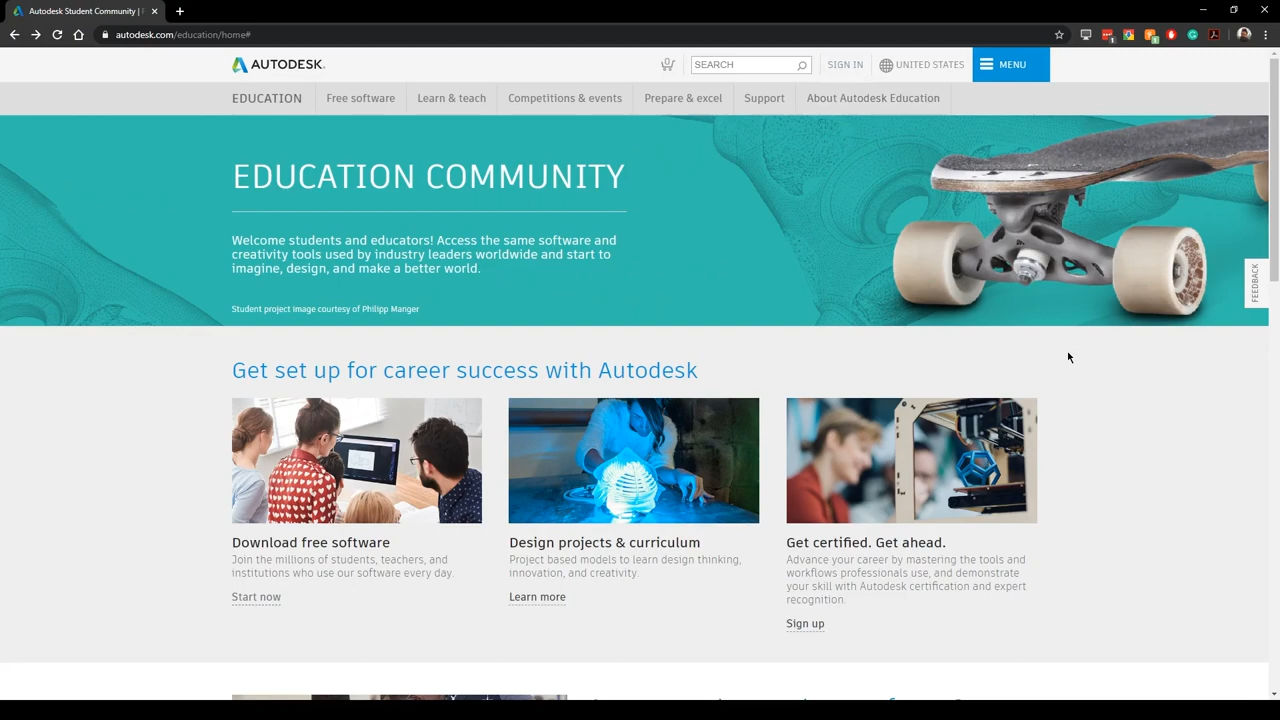 Autodesk Student Community |
autodesk.com/education/home#
AUTODESK.
0
SEARCH
SIGN IN
UNITED STATES
MENU
EDUCATION
Free software
Learn & teach
Competitions & events
Prepare & excel
Support
About Autodesk Education
EDUCATION COMMUNITY
Welcome students and educators! Access the same software and
creativity tools used by industry leaders worldwide and start to
imagine, design, and make a better world.
Student project image courtesy of Philipp Manger
FEEDBACK
Get set up for career success with Autodesk
Download free software
Join the millions of students, teachers, and
institutions who use our software every day.
Start now
Design projects & curriculum
Project based models to learn design thinking,
innovation, and creativity.
Learn more
Get certified. Get ahead.
Advance your career by mastering the tools and
workflows professionals use, and demonstrate
your skill with Autodesk certification and expert
recognition.
Sign up